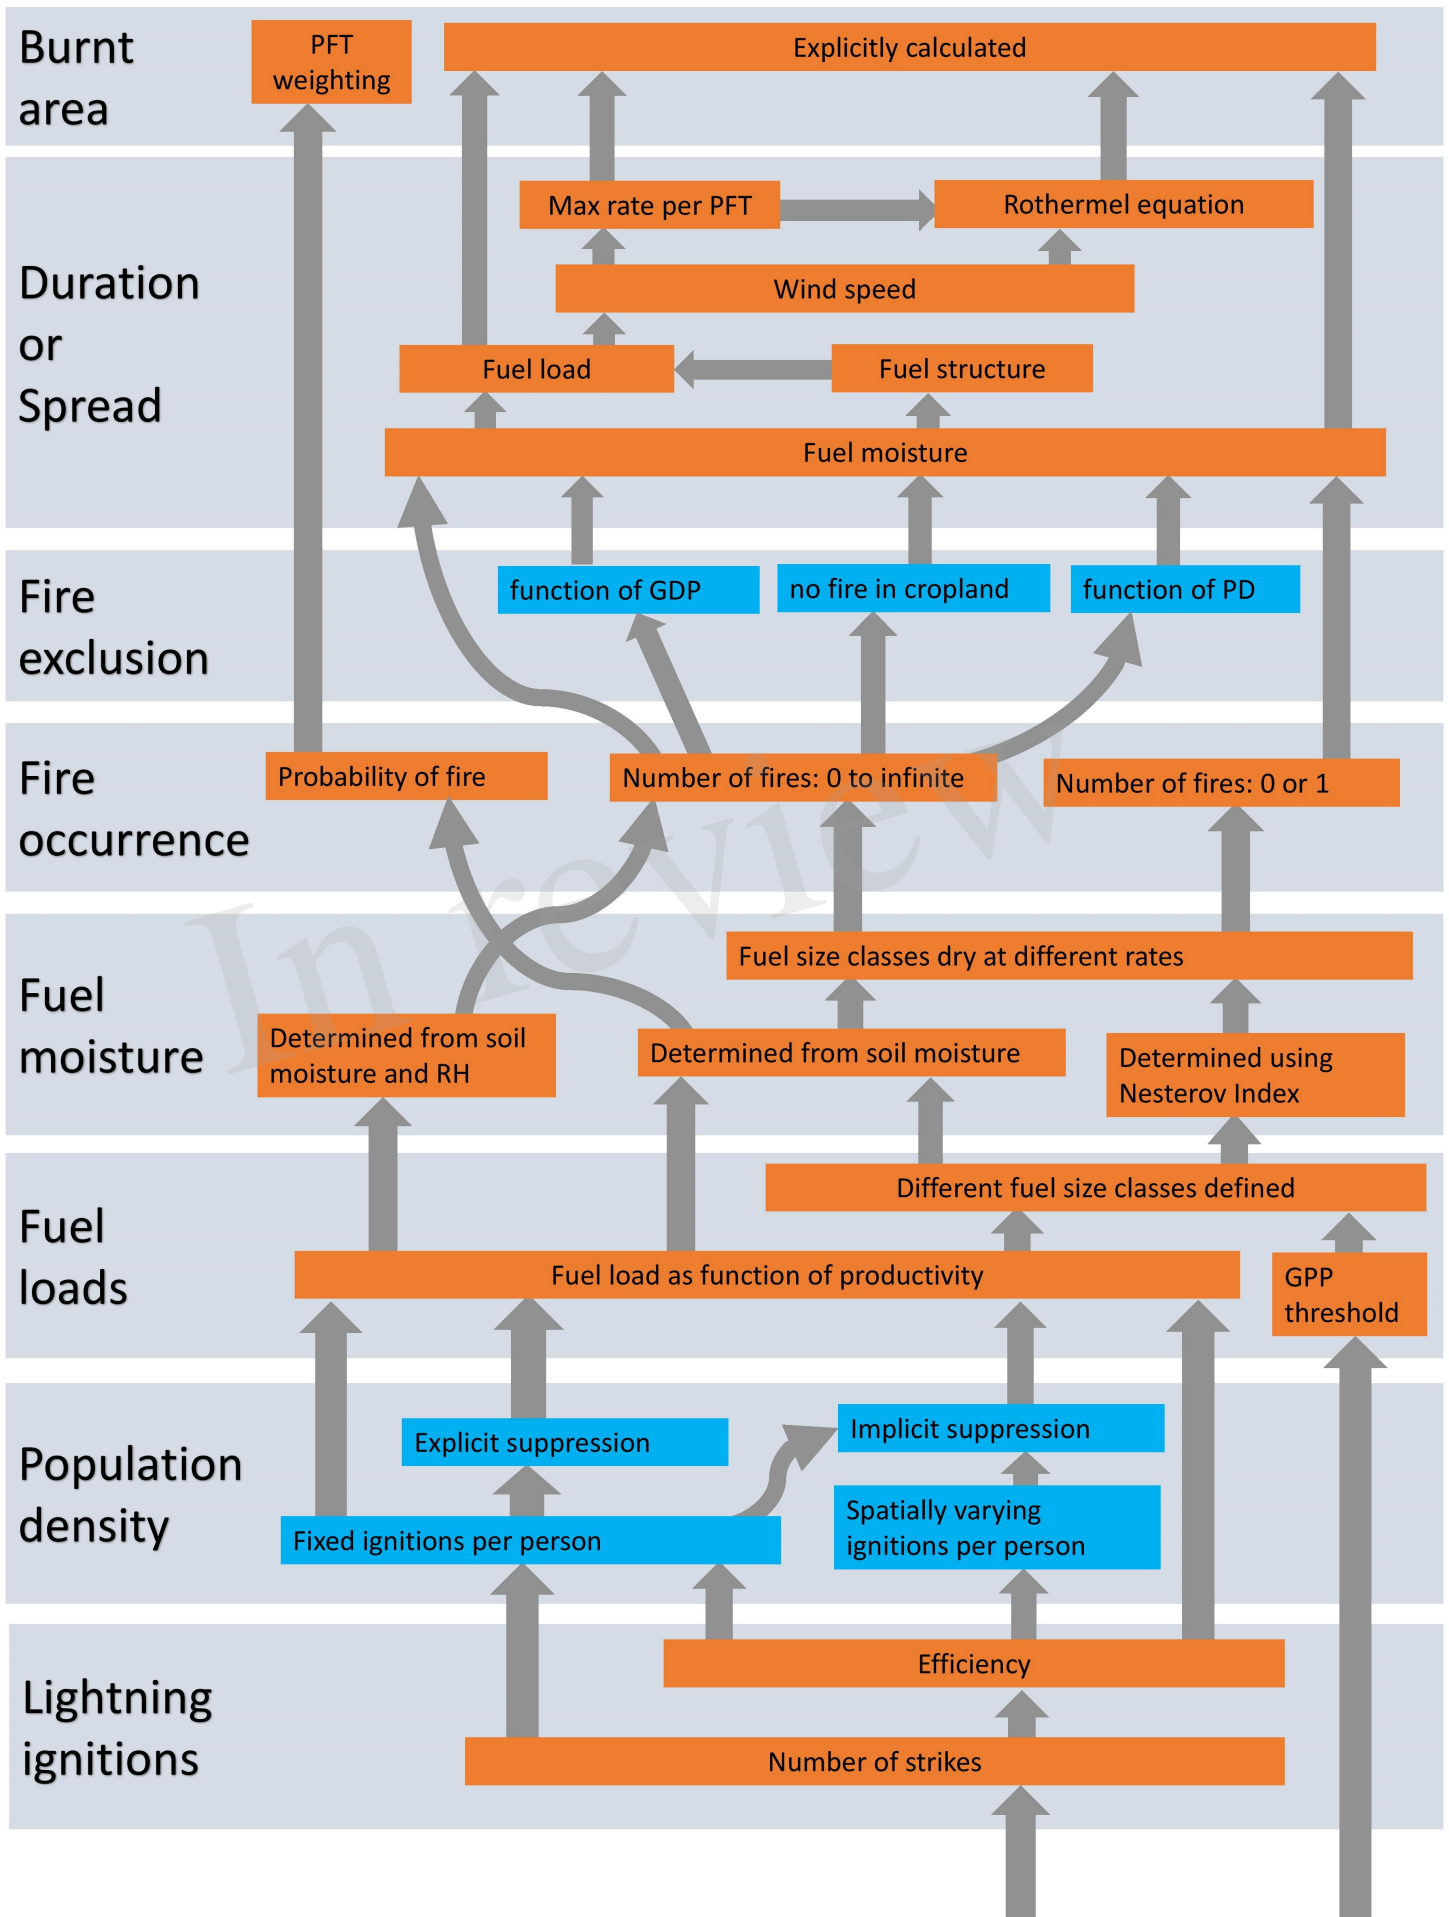 Burnt
area
PFT
weighting
Explicitly calculated
Duration
or
Spread
Max rate per PFT
Rothermel equation
Wind speed
Fuel load
Fuel structure
Fuel moisture
Fire
exclusion
function of GDP
no fire in cropland
function of PD
Fire
occurrence
Probability of fire
Number of fires: 0 to infinite
Number of fires: 0 or 1
In review
Fuel
moisture
Fuel size classes dry at different rates
Determined from soil
moisture and RH
Determined from soil moisture
Determined using
Nesterov Index
Fuel
loads
Different fuel size classes defined
Fuel load as function of productivity
GPP
threshold
Population
density
Explicit suppression
Implicit suppression
Fixed ignitions per person
Spatially varying
ignitions per person
Lightning
ignitions
Efficiency
Number of strikes